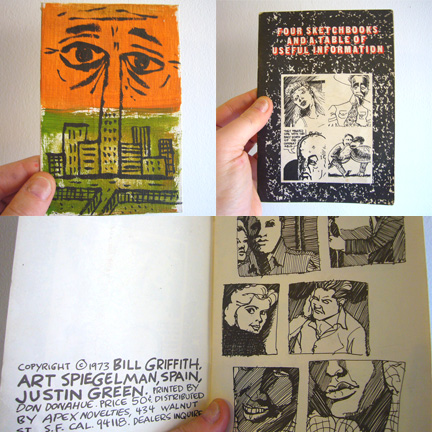 FOUR SKETCHBOOKS
AND A TABLE OF
USEFUL INFORMATION
COPYRIGHT ©1973 BILL GRIFFITH,
ART SPIEGELMAN, SPAIN,
JUSTIN GREEN. PRINTED BY
DON DONAHUE. PRICE 50¢ DISTRIBUTED
BY APEX NOVELTIES, 434 WALNUT
ST. S.F. CAL. 94118. DEALERS INQUIRE